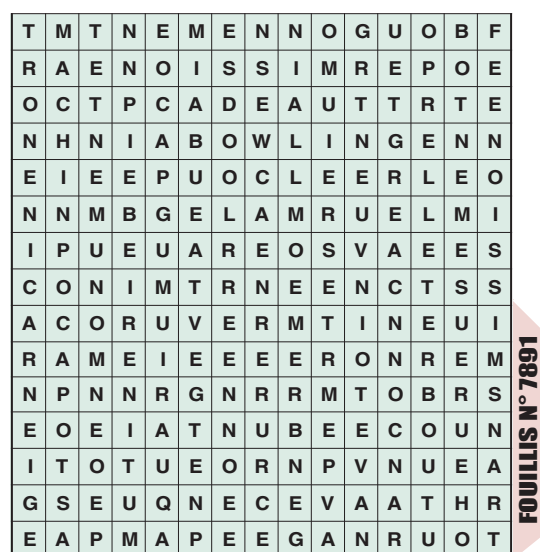 T M T N E M E N N O G U O B F
R A E N O I S S I M R E P O E
O C T P C A D E A U T T R T E
N H N I A B O W L I N G E N N
E I E E P U O C L E E R L E O
N N M B G E L A M R U E L M I
I P U E U A R E O S V A E E S
C O N I M T R N E E N C T S S
A C O R U V E R M T I N E U I
R A M E I E E E E R O N R E M
N P N N R G N R R M T O B R S
E O E I A T N U B E E C O U N
I T O T U E O R N P V N U E A
G S E U Q N E C E V A A T H R
E A P M A P E E G A N R U O T
FOUILLIS N° 7891